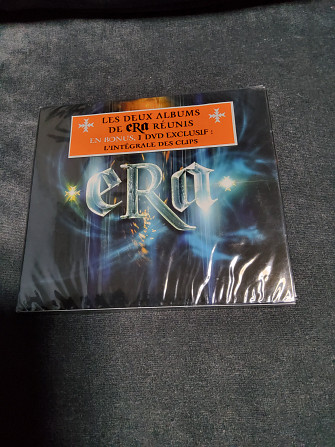 LES DEUX ALBUMS
DE eRa RÉUNIS
EN BONUS, 1 DVD EXCLUSIF :
L'INTÉGRALE DES CLIPS
eRa